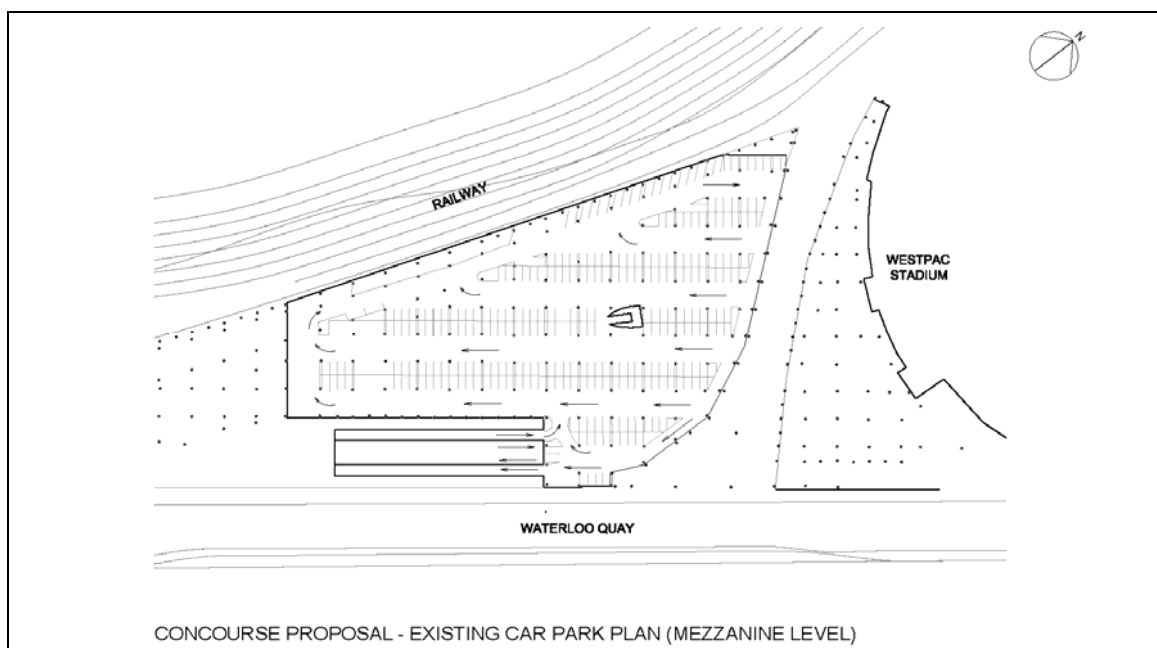 N
RAILWAY
WESTPAC
STADIUM
WATERLOO QUAY
CONCOURSE PROPOSAL - EXISTING CAR PARK PLAN (MEZZANINE LEVEL)